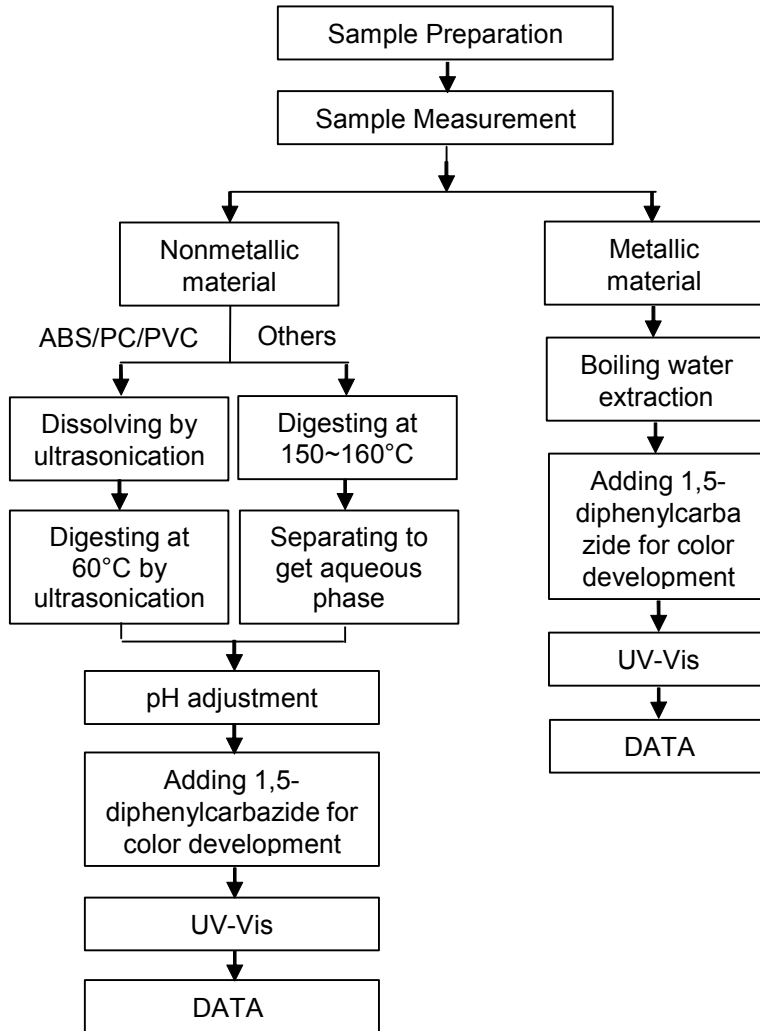 Sample Preparation
Sample Measurement
Nonmetallic
material
ABS/PC/PVC
Others
Dissolving by
ultrasonication
Digesting at
150~160°C
Digesting at
60°C by
ultrasonication
Separating to
get aqueous
phase
pH adjustment
Adding 1,5-
diphenylcarbazide for
color development
UV-Vis
DATA
Metallic
material
Boiling water
extraction
Adding 1,5-
diphenylcarba
zide for color
development
UV-Vis
DATA